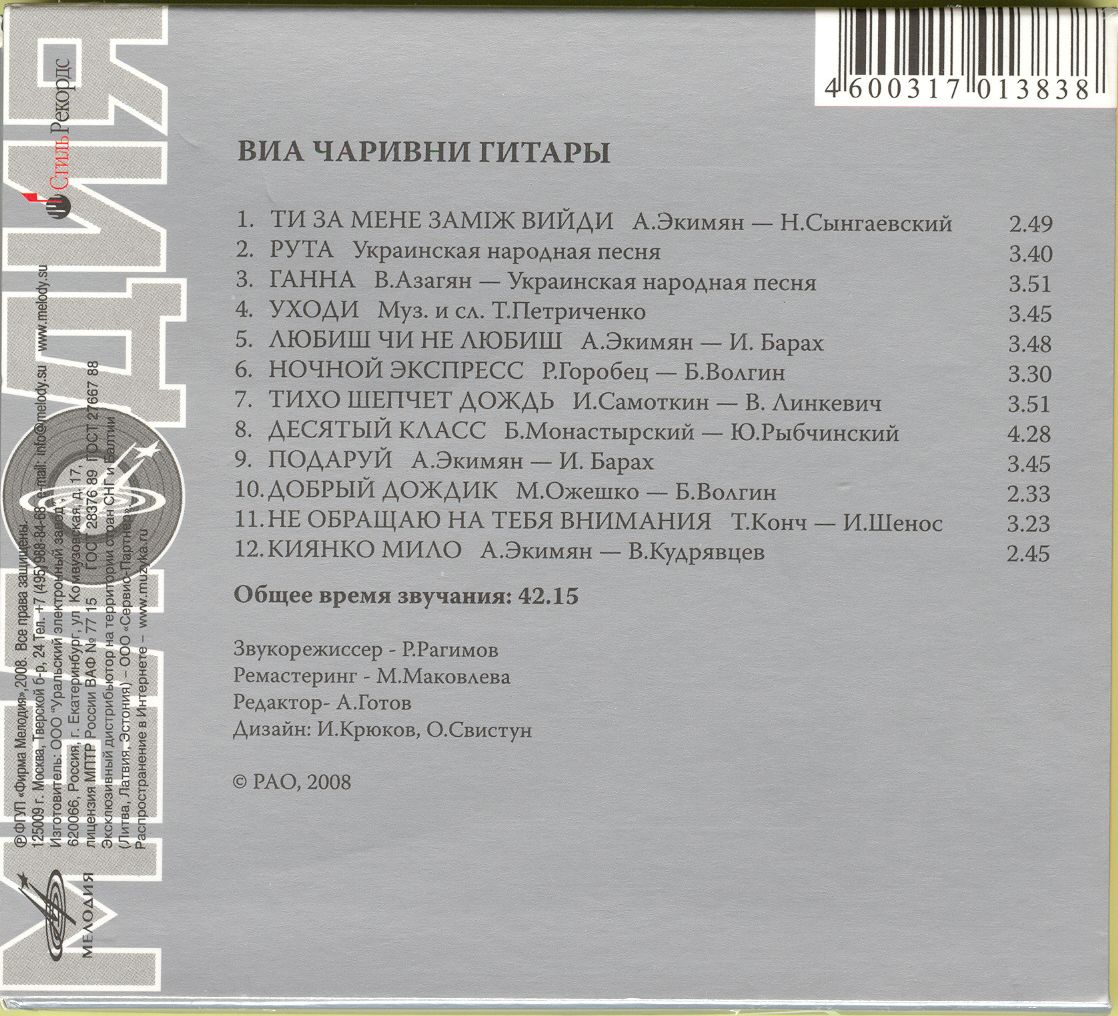 4 600317 013838
ВИА ЧАРИВНИ ГИТАРЫ
1. ТИ ЗА МЕНЕ ЗАМІЖ ВИЙДИ А.Экимян — Н.Сынгаевский 2.49
2. РУТА Украинская народная песня 3.40
3. ГАННА В.Азагян — Украинская народная песня 3.51
4. УХОДИ Муз. и сл. Т.Петриченко 3.45
5. ЛЮБИШ ЧИ НЕ ЛЮБИШ А.Экимян — И. Барах 3.48
6. НОЧНОЙ ЭКСПРЕСС Р.Горобец — Б.Волгин 3.30
7. ТИХО ШЕПЧЕТ ДОЖДЬ И.Самоткин — В. Линкевич 3.51
8. ДЕСЯТЫЙ КЛАСС Б.Монастырский — Ю.Рыбчинский 4.28
9. ПОДАРУЙ А.Экимян — И. Барах 3.45
10. ДОБРЫЙ ДОЖДИК М.Ожешко — Б.Волгин 2.33
11. НЕ ОБРАЩАЮ НА ТЕБЯ ВНИМАНИЯ Т.Конч — И.Шенос 3.23
12. КИЯНКО МИЛО А.Экимян — В.Кудрявцев 2.45
Общее время звучания: 42.15
Звукорежиссер - Р.Рагимов
Ремастеринг - М.Маковлева
Редактор- А.Готов
Дизайн: И.Крюков, О.Свистун
© РАО, 2008
МЕЛОДИЯ
СтильРекордс
℗ ФГУП «Фирма Мелодия», 2008. Все права защищены.
125009 г. Москва, Тверской б-р, 24 Тел. +7 (495) 988-84-68 e-mail: info@melody.su www.melody.su
Изготовитель: ООО "Уральский электронный завод",
620066, Россия, г. Екатеринбург, ул. Комвузовская, д. 17,
лицензия МПТР России ВАФ № 77 15 ГОСТ 28376 89 ГОСТ 27667 88
Эксклюзивный дистрибьютор на территории стран СНГ и Балтии
(Литва, Латвия, Эстония) – ООО «Сервис-Партнер»
Распространение в Интернете – www.muzyka.ru
МЕЛОДИЯ